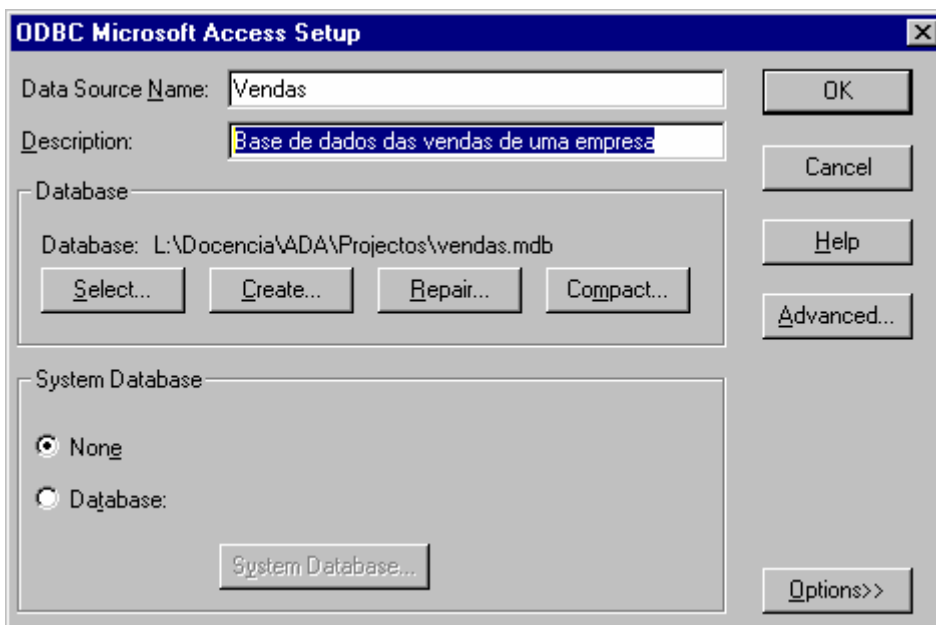 ODBC Microsoft Access Setup
Data Source Name: Vendas
OK
Description: Base de dados das vendas de uma empresa
Cancel
Database
Database: L:\Docencia\ADA\Projectos\vendas.mdb
Help
Select... Create... Repair... Compact...
Advanced...
System Database
None
Database:
System Database...
Options>>